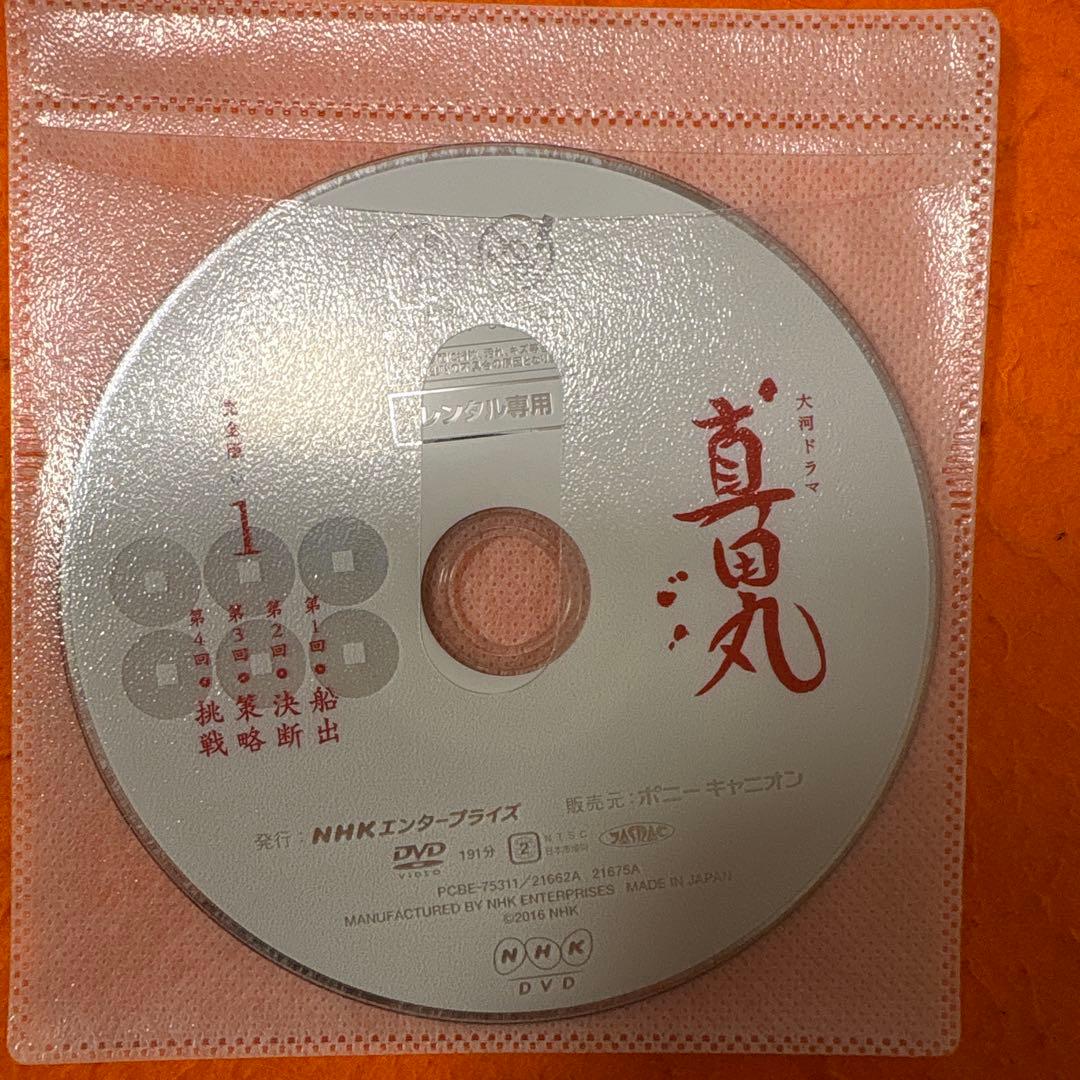 レンタル専用
大河ドラマ
真田丸
完全版
1
第1回 船出
第2回 決断
第3回 策略
第4回 挑戦
発行：NHKエンタープライズ
販売元：ポニーキャニオン
DVD
VIDEO
191分
2
NTSC
日本市場向
JASRAC
PCBE-75311/21662A 21675A
MANUFACTURED BY NHK ENTERPRISES MADE IN JAPAN
©2016 NHK
NHK
DVD